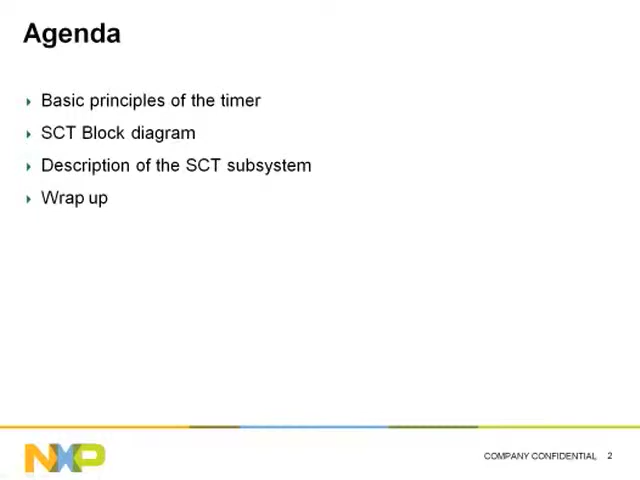 Agenda
Basic principles of the timer
SCT Block diagram
Description of the SCT subsystem
Wrap up
NXP
COMPANY CONFIDENTIAL 2